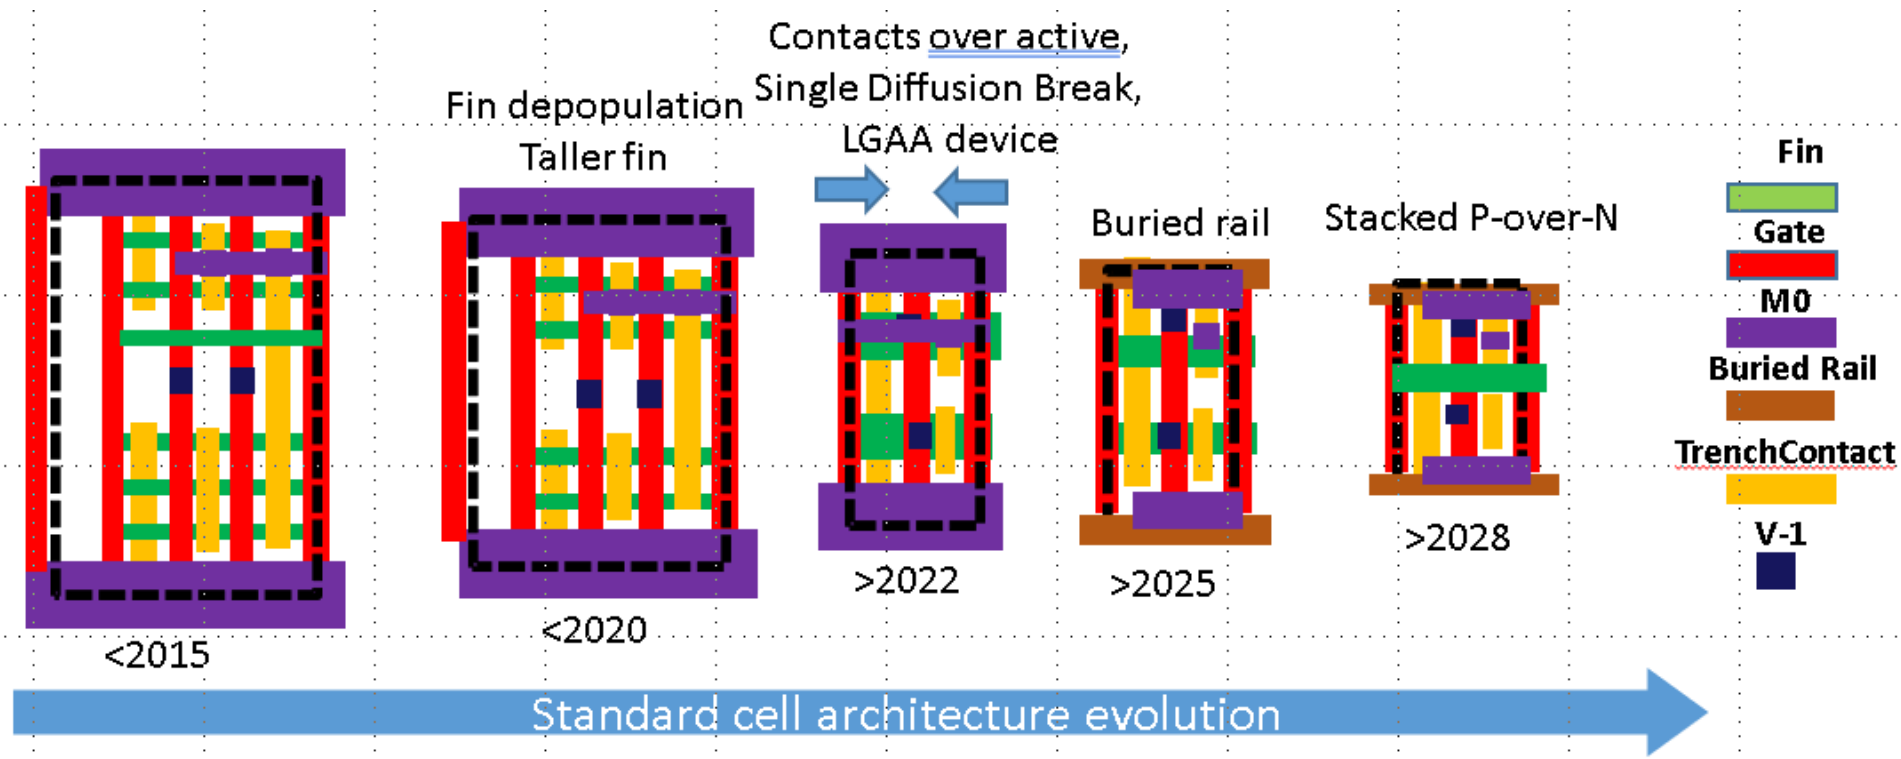 Contacts over active,
Single Diffusion Break,
LGAA device
Fin depopulation
Taller fin
Buried rail
Stacked P-over-N
<2015
<2020
>2022
>2025
>2028
Standard cell architecture evolution
Fin
Gate
M0
Buried Rail
TrenchContact
V-1